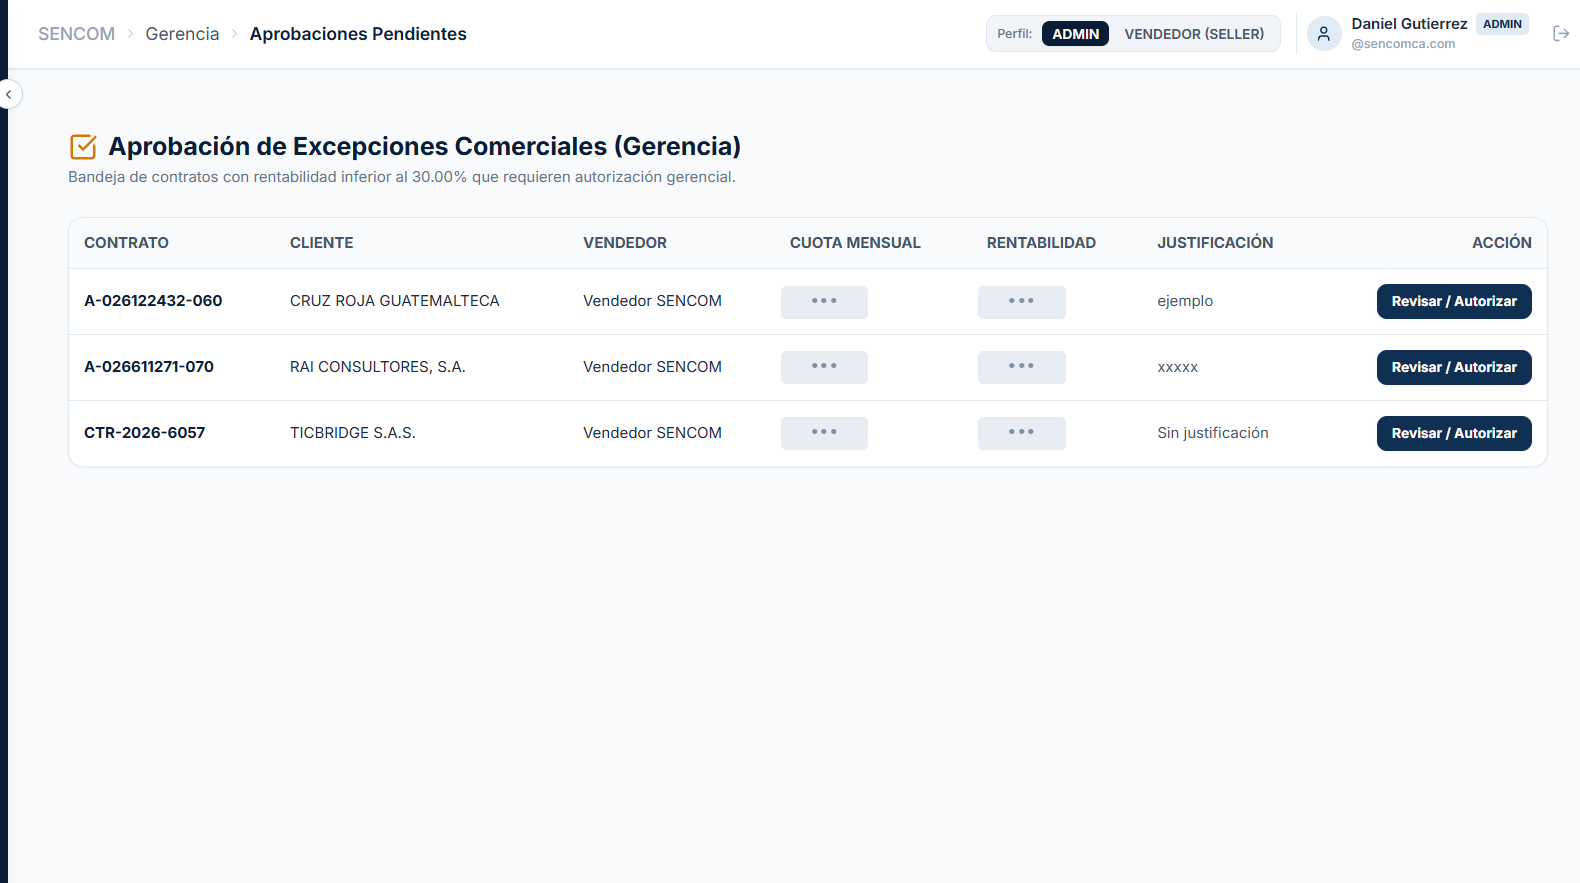 SENCOM > Gerencia > Aprobaciones Pendientes
Perfil: ADMIN VENDEDOR (SELLER)
Daniel Gutierrez ADMIN
@sencomca.com
Aprobación de Excepciones Comerciales (Gerencia)
Bandeja de contratos con rentabilidad inferior al 30.00% que requieren autorización gerencial.
CONTRATO CLIENTE VENDEDOR CUOTA MENSUAL RENTABILIDAD JUSTIFICACIÓN ACCIÓN
A-026122432-060 CRUZ ROJA GUATEMALTECA Vendedor SENCOM ••• ••• ejemplo Revisar / Autorizar
A-026611271-070 RAI CONSULTORES, S.A. Vendedor SENCOM ••• ••• xxxxx Revisar / Autorizar
CTR-2026-6057 TICBRIDGE S.A.S. Vendedor SENCOM ••• ••• Sin justificación Revisar / Autorizar